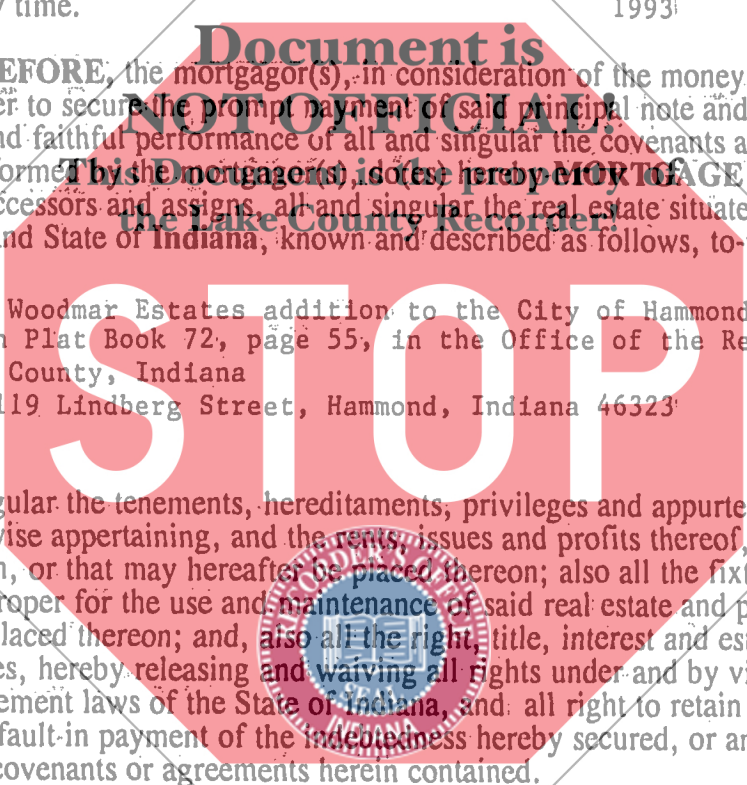 time.
1993
Document is
EFORE, the mortgagor(s), in consideration of the money
er to secure the prompt payment of said principal note and
NOT OFFICIAL!
nd faithful performance of all and singular the covenants a
ormed by the mortgagor(s), do(es) hereby MORTGAGE
This Document is the property of
ccessors and assigns, all and singular the real estate situate
the Lake County Recorder!
nd State of Indiana, known and described as follows, to-
Woodmar Estates addition to the City of Hammond
n Plat Book 72, page 55, in the Office of the Re
County, Indiana
119 Lindberg Street, Hammond, Indiana 46323
STOP
gular the tenements, hereditaments, privileges and appurte
vise appertaining, and the rents, issues and profits thereof
n, or that may hereafter be placed thereon; also all the fixt
RECORDER OFFICE
roper for the use and maintenance of said real estate and p
laced thereon; and, also all the right, title, interest and est
es, hereby releasing and waiving all rights under and by vi
SEAL
ement laws of the State of Indiana, and all right to retain
INDIANA
fault in payment of the indebtedness hereby secured, or an
covenants or agreements herein contained.